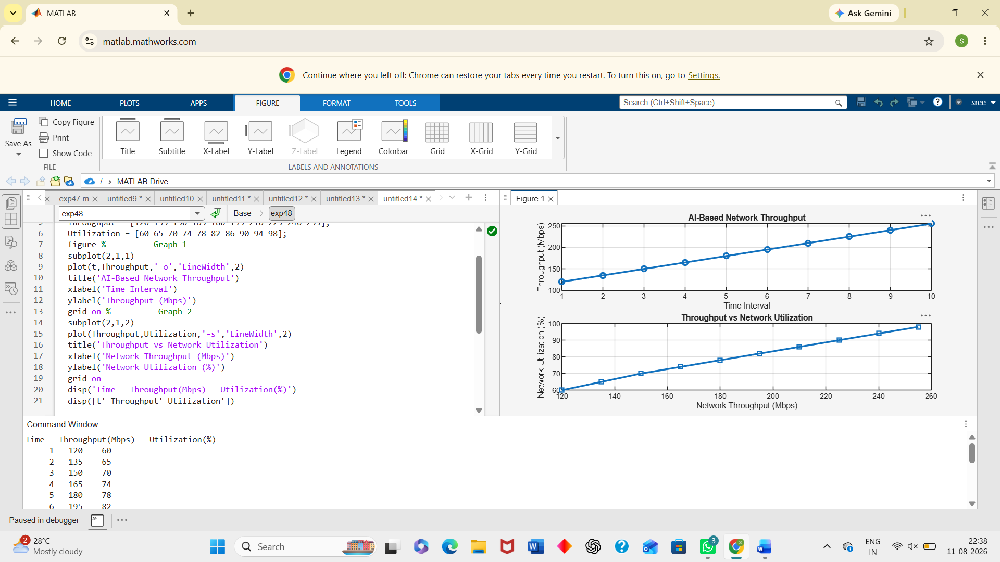 MATLAB
Ask Gemini
matlab.mathworks.com
S
Continue where you left off: Chrome can restore your tabs every time you restart. To turn this on, go to Settings.
HOME PLOTS APPS FIGURE FORMAT TOOLS
Search (Ctrl+Shift+Space)
sree
Save As
Copy Figure
Print
Show Code
FILE
Title Subtitle X-Label Y-Label Z-Label Legend Colorbar Grid X-Grid Y-Grid
LABELS AND ANNOTATIONS
/ › MATLAB Drive
exp47.m untitled9 * untitled10 untitled11 * untitled12 * untitled13 * untitled14 *
exp48 Base exp48
5 Throughput = [120 135 150 165 180 195 210 225 240 255];
6 Utilization = [60 65 70 74 78 82 86 90 94 98];
7 figure % -------- Graph 1 --------
8 subplot(2,1,1)
9 plot(t,Throughput,'-o','LineWidth',2)
10 title('AI-Based Network Throughput')
11 xlabel('Time Interval')
12 ylabel('Throughput (Mbps)')
13 grid on % -------- Graph 2 --------
14 subplot(2,1,2)
15 plot(Throughput,Utilization,'-s','LineWidth',2)
16 title('Throughput vs Network Utilization')
17 xlabel('Network Throughput (Mbps)')
18 ylabel('Network Utilization (%)')
19 grid on
20 disp('Time   Throughput(Mbps)   Utilization(%)')
21 disp([t' Throughput' Utilization'])
Figure 1
AI-Based Network Throughput
Throughput (Mbps)
250
200
150
100
1 2 3 4 5 6 7 8 9 10
Time Interval
Throughput vs Network Utilization
Network Utilization (%)
100
90
80
70
60
120 140 160 180 200 220 240 260
Network Throughput (Mbps)
Command Window
Time   Throughput(Mbps)   Utilization(%)
1 120 60
2 135 65
3 150 70
4 165 74
5 180 78
6 195 82
Paused in debugger
2
28°C
Mostly cloudy
Search
3
S
ENG
IN
22:38
11-08-2026